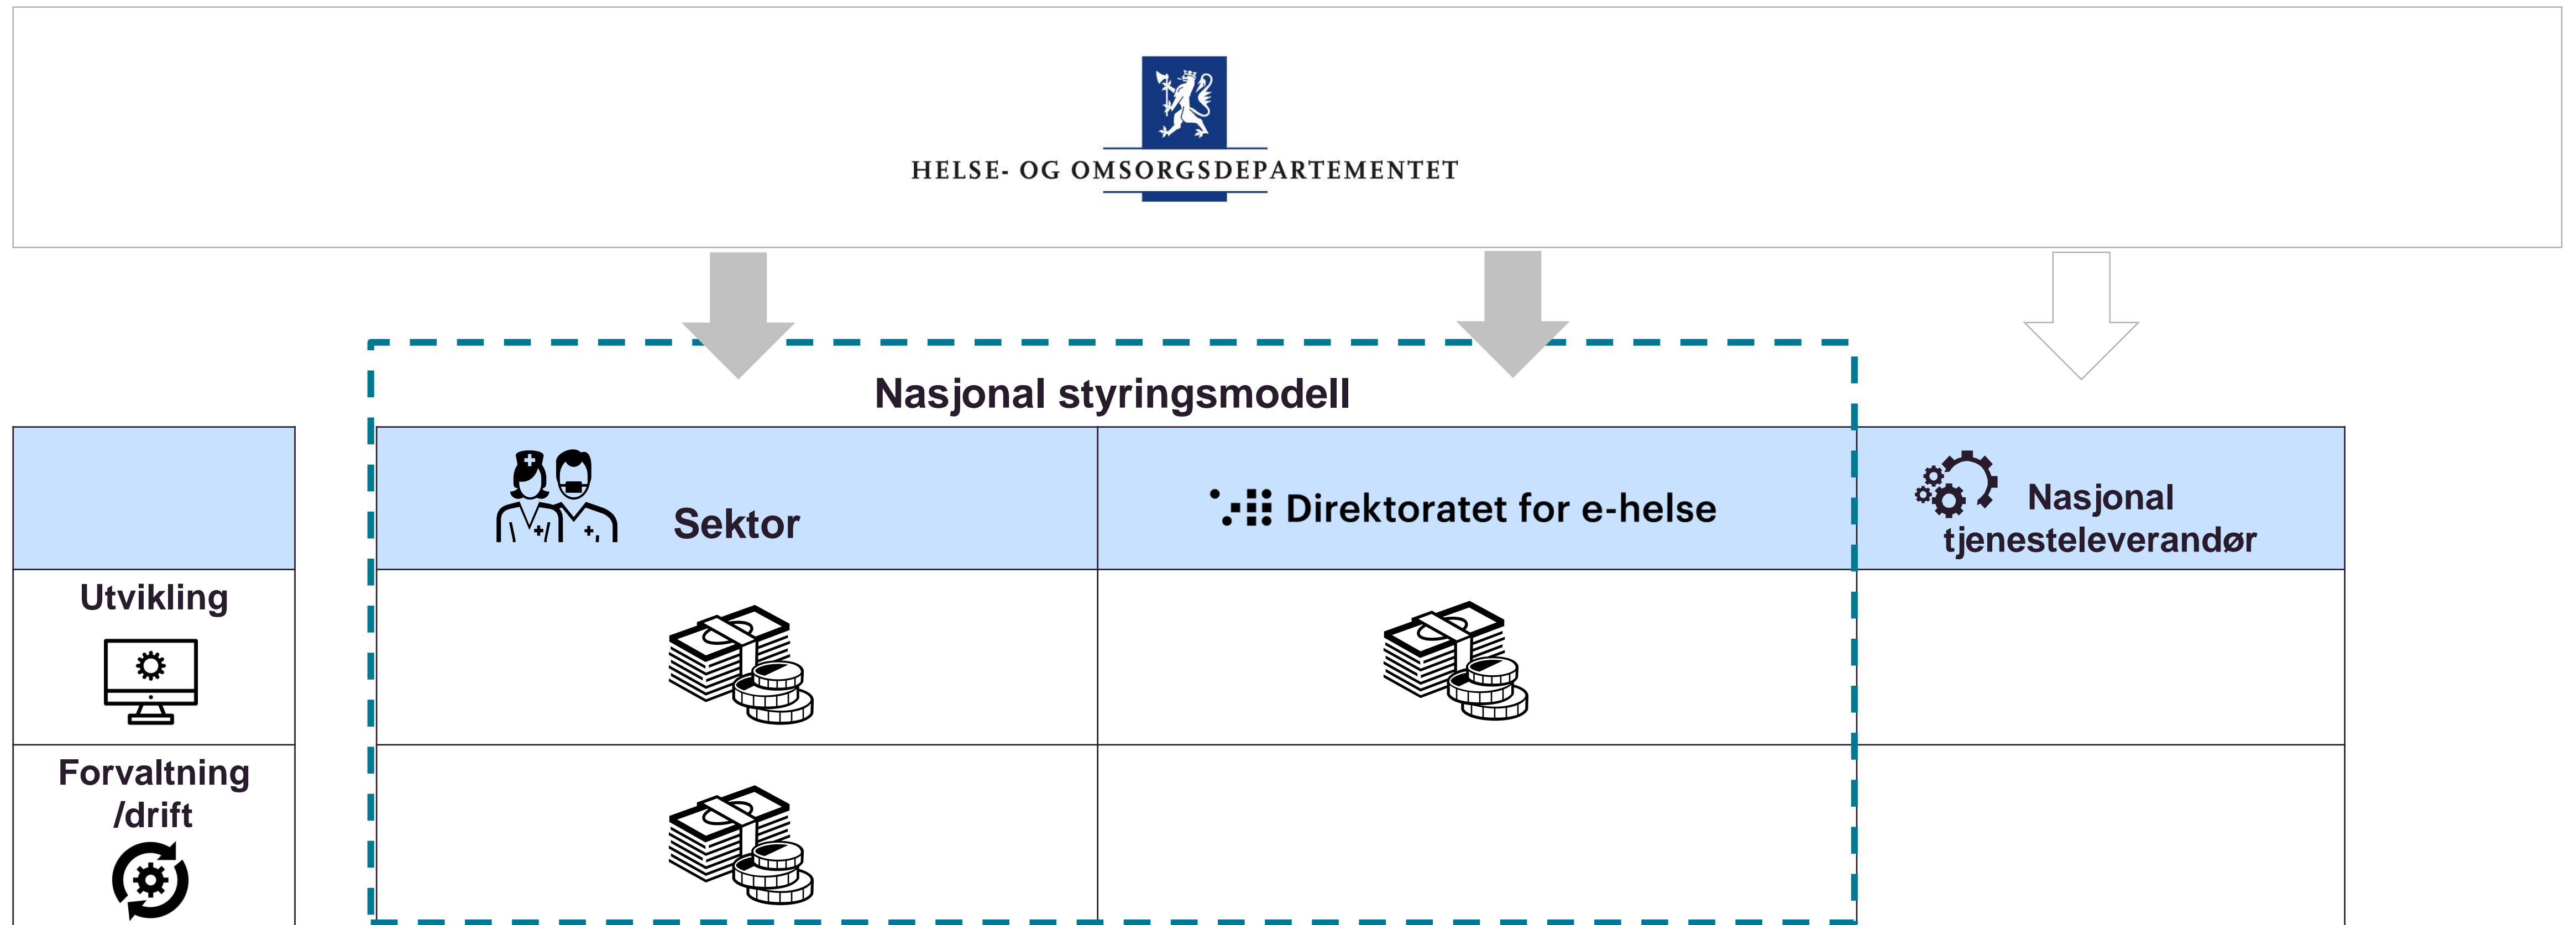 HELSE- OG OMSORGSDEPARTEMENTET
Nasjonal styringsmodell
Sektor
Direktoratet for e-helse
Nasjonal
tjenesteleverandør
Utvikling
Forvaltning
/drift